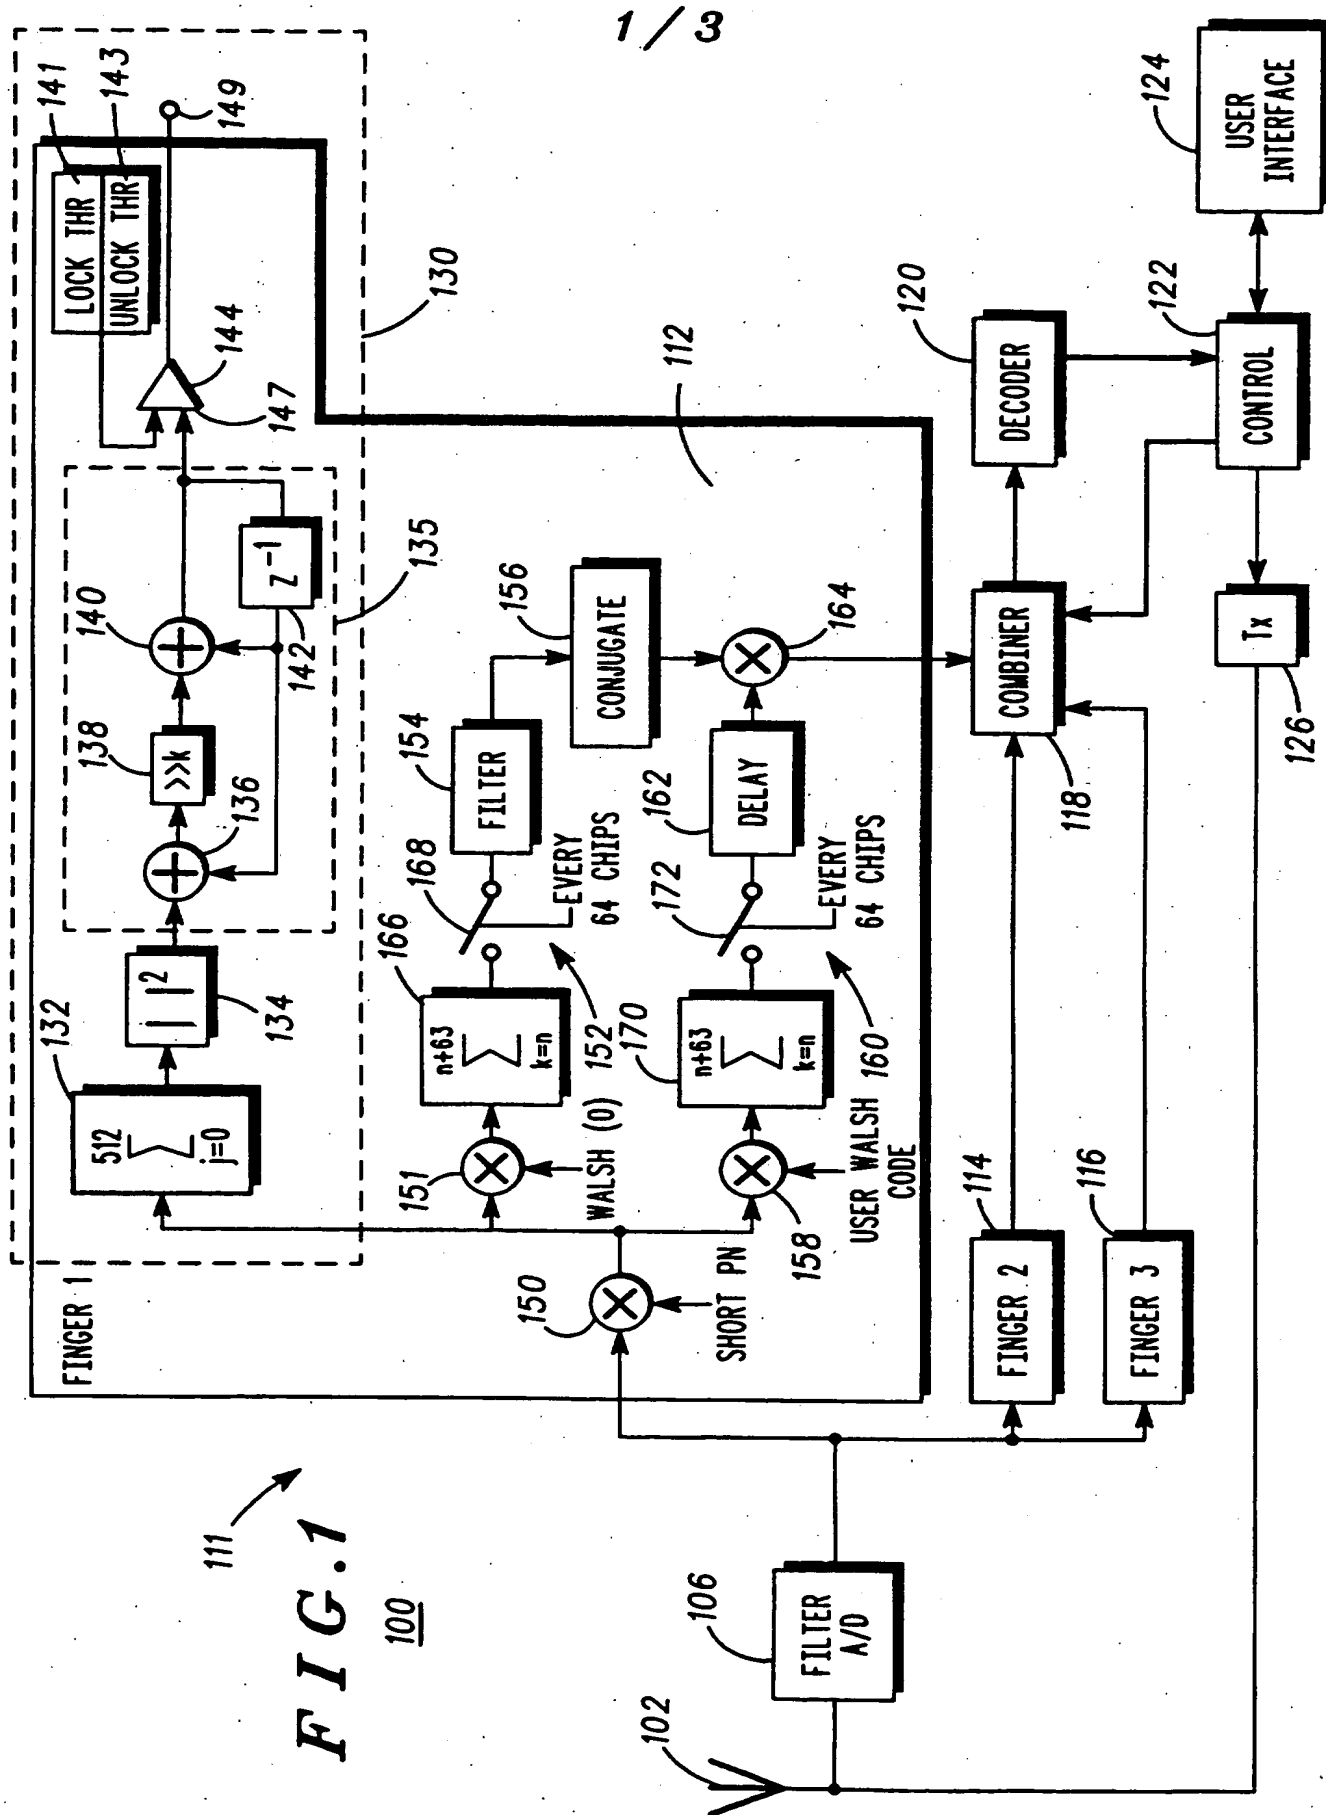 1/3
FIG.1
100
111
102
106
FILTER
A/D
FINGER 1
112
130
132
512
∑
j=0
134
| |²
135
136
138
>>k
140
142
Z⁻¹
144
147
LOCK THR
UNLOCK THR
141
143
149
150
SHORT PN
151
WALSH (0)
152
166
n+63
∑
k=n
168
EVERY
64 CHIPS
154
FILTER
156
CONJUGATE
158
USER WALSH
CODE
160
170
n+63
∑
k=n
172
EVERY
64 CHIPS
162
DELAY
164
114
FINGER 2
116
FINGER 3
118
COMBINER
120
DECODER
122
CONTROL
124
USER
INTERFACE
126
Tx